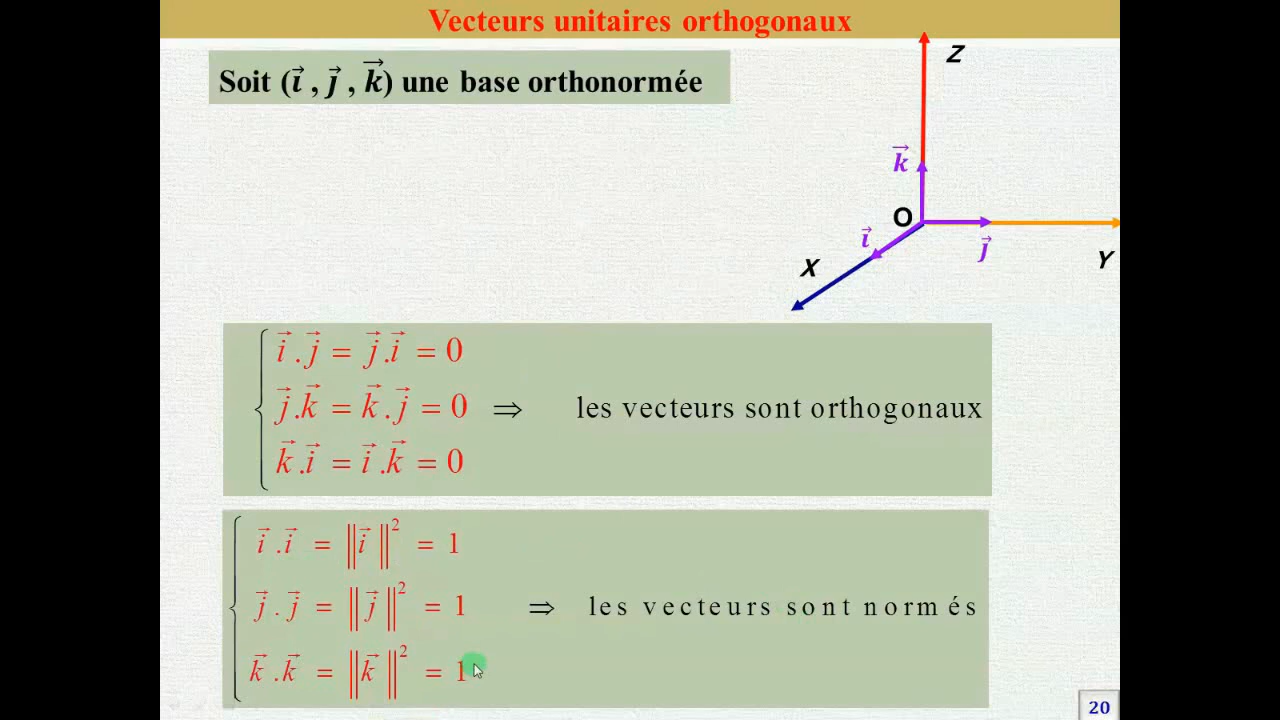 Vecteurs unitaires orthogonaux
Soit (i⃗ , j⃗ , k⃗) une base orthonormée
Z
k⃗
O
i⃗
j⃗
X
Y
i⃗ . j⃗ = j⃗ . i⃗ = 0
j⃗ . k⃗ = k⃗ . j⃗ = 0 ⇒ les vecteurs sont orthogonaux
k⃗ . i⃗ = i⃗ . k⃗ = 0
i⃗ . i⃗ = ‖i⃗‖² = 1
j⃗ . j⃗ = ‖j⃗‖² = 1 ⇒ les vecteurs sont normés
k⃗ . k⃗ = ‖k⃗‖² = 1
20